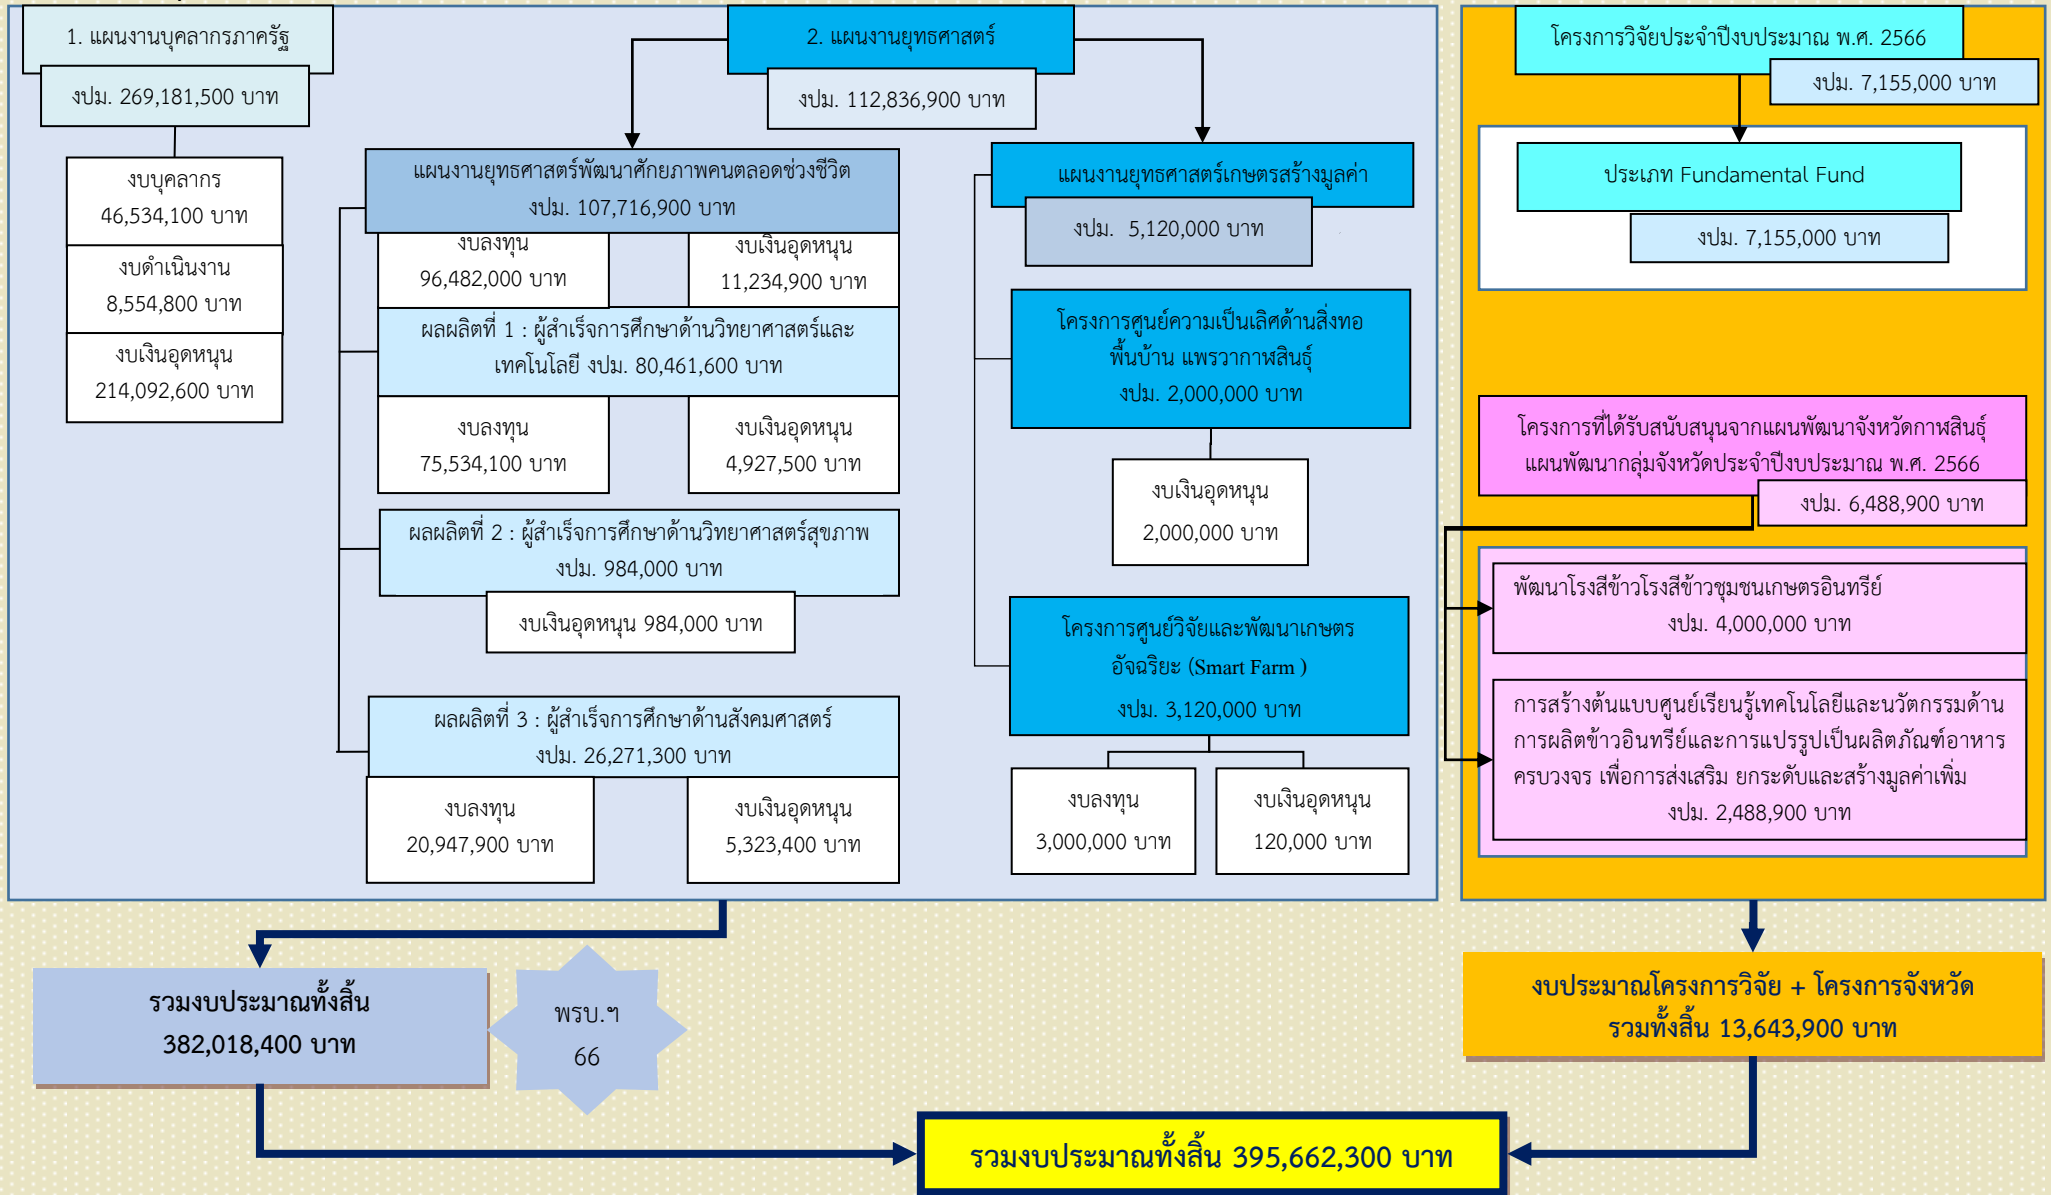 1. แผนงานบุคลากรภาครัฐ
งปม. 269,181,500 บาท
งบบุคลากร
46,534,100 บาท
งบดำเนินงาน
8,554,800 บาท
งบเงินอุดหนุน
214,092,600 บาท
2. แผนงานยุทธศาสตร์
งปม. 112,836,900 บาท
แผนงานยุทธศาสตร์พัฒนาศักยภาพคนตลอดช่วงชีวิต
งปม. 107,716,900 บาท
งบลงทุน
96,482,000 บาท
งบเงินอุดหนุน
11,234,900 บาท
ผลผลิตที่ 1 : ผู้สำเร็จการศึกษาด้านวิทยาศาสตร์และ
เทคโนโลยี งปม. 80,461,600 บาท
งบลงทุน
75,534,100 บาท
งบเงินอุดหนุน
4,927,500 บาท
ผลผลิตที่ 2 : ผู้สำเร็จการศึกษาด้านวิทยาศาสตร์สุขภาพ
งปม. 984,000 บาท
งบเงินอุดหนุน 984,000 บาท
ผลผลิตที่ 3 : ผู้สำเร็จการศึกษาด้านสังคมศาสตร์
งปม. 26,271,300 บาท
งบลงทุน
20,947,900 บาท
งบเงินอุดหนุน
5,323,400 บาท
แผนงานยุทธศาสตร์เกษตรสร้างมูลค่า
งปม. 5,120,000 บาท
โครงการศูนย์ความเป็นเลิศด้านสิ่งทอ
พื้นบ้าน แพรวากาฬสินธุ์
งปม. 2,000,000 บาท
งบเงินอุดหนุน
2,000,000 บาท
โครงการศูนย์วิจัยและพัฒนาเกษตร
อัจฉริยะ (Smart Farm )
งปม. 3,120,000 บาท
งบลงทุน
3,000,000 บาท
งบเงินอุดหนุน
120,000 บาท
โครงการวิจัยประจำปีงบประมาณ พ.ศ. 2566
งปม. 7,155,000 บาท
ประเภท Fundamental Fund
งปม. 7,155,000 บาท
โครงการที่ได้รับสนับสนุนจากแผนพัฒนาจังหวัดกาฬสินธุ์
แผนพัฒนากลุ่มจังหวัดประจำปีงบประมาณ พ.ศ. 2566
งปม. 6,488,900 บาท
พัฒนาโรงสีข้าวโรงสีข้าวชุมชนเกษตรอินทรีย์
งปม. 4,000,000 บาท
การสร้างต้นแบบศูนย์เรียนรู้เทคโนโลยีและนวัตกรรมด้าน
การผลิตข้าวอินทรีย์และการแปรรูปเป็นผลิตภัณฑ์อาหาร
ครบวงจร เพื่อการส่งเสริม ยกระดับและสร้างมูลค่าเพิ่ม
งปม. 2,488,900 บาท
รวมงบประมาณทั้งสิ้น
382,018,400 บาท
พรบ.ฯ
66
งบประมาณโครงการวิจัย + โครงการจังหวัด
รวมทั้งสิ้น 13,643,900 บาท
รวมงบประมาณทั้งสิ้น 395,662,300 บาท